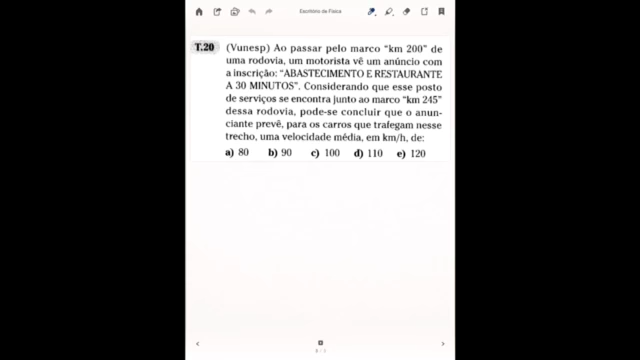 Escritório da Física
T.20 (Vunesp) Ao passar pelo marco “km 200” de
uma rodovia, um motorista vê um anúncio com
a inscrição: “ABASTECIMENTO E RESTAURANTE
A 30 MINUTOS”. Considerando que esse posto
de serviços se encontra junto ao marco “km 245”
dessa rodovia, pode-se concluir que o anun-
ciante prevê, para os carros que trafegam nesse
trecho, uma velocidade média, em km/h, de:
a) 80 b) 90 c) 100 d) 110 e) 120